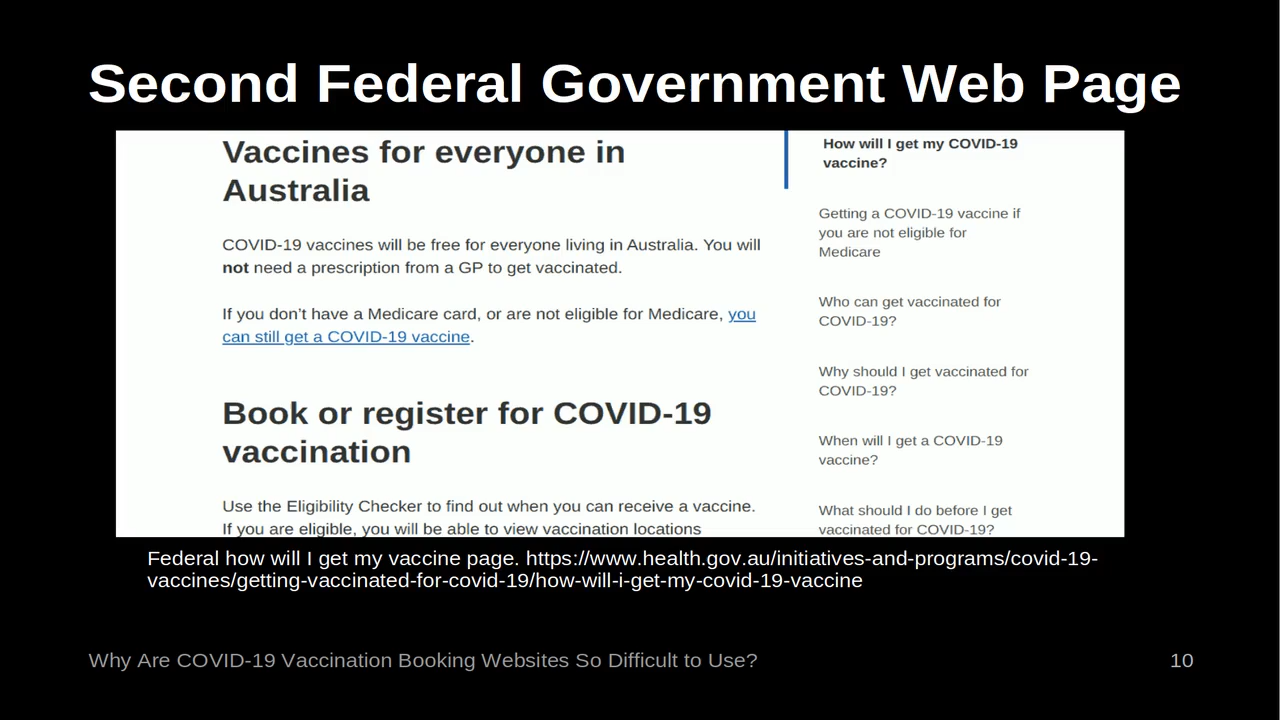 Second Federal Government Web Page
Vaccines for everyone in
Australia
COVID-19 vaccines will be free for everyone living in Australia. You will
not need a prescription from a GP to get vaccinated.
If you don’t have a Medicare card, or are not eligible for Medicare, you
can still get a COVID-19 vaccine.
Book or register for COVID-19
vaccination
Use the Eligibility Checker to find out when you can receive a vaccine.
If you are eligible, you will be able to view vaccination locations
How will I get my COVID-19
vaccine?
Getting a COVID-19 vaccine if
you are not eligible for
Medicare
Who can get vaccinated for
COVID-19?
Why should I get vaccinated for
COVID-19?
When will I get a COVID-19
vaccine?
What should I do before I get
vaccinated for COVID-19?
Federal how will I get my vaccine page. https://www.health.gov.au/initiatives-and-programs/covid-19-
vaccines/getting-vaccinated-for-covid-19/how-will-i-get-my-covid-19-vaccine
Why Are COVID-19 Vaccination Booking Websites So Difficult to Use?
10